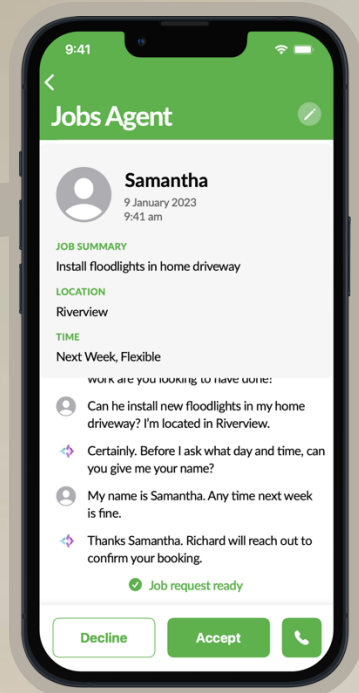 9:41
Jobs Agent
Samantha
9 January 2023
9:41 am
JOB SUMMARY
Install floodlights in home driveway
LOCATION
Riverview
TIME
Next Week, Flexible
work are you looking to have done?
Can he install new floodlights in my home
driveway? I'm located in Riverview.
Certainly. Before I ask what day and time, can
you give me your name?
My name is Samantha. Any time next week
is fine.
Thanks Samantha. Richard will reach out to
confirm your booking.
Job request ready
Decline
Accept